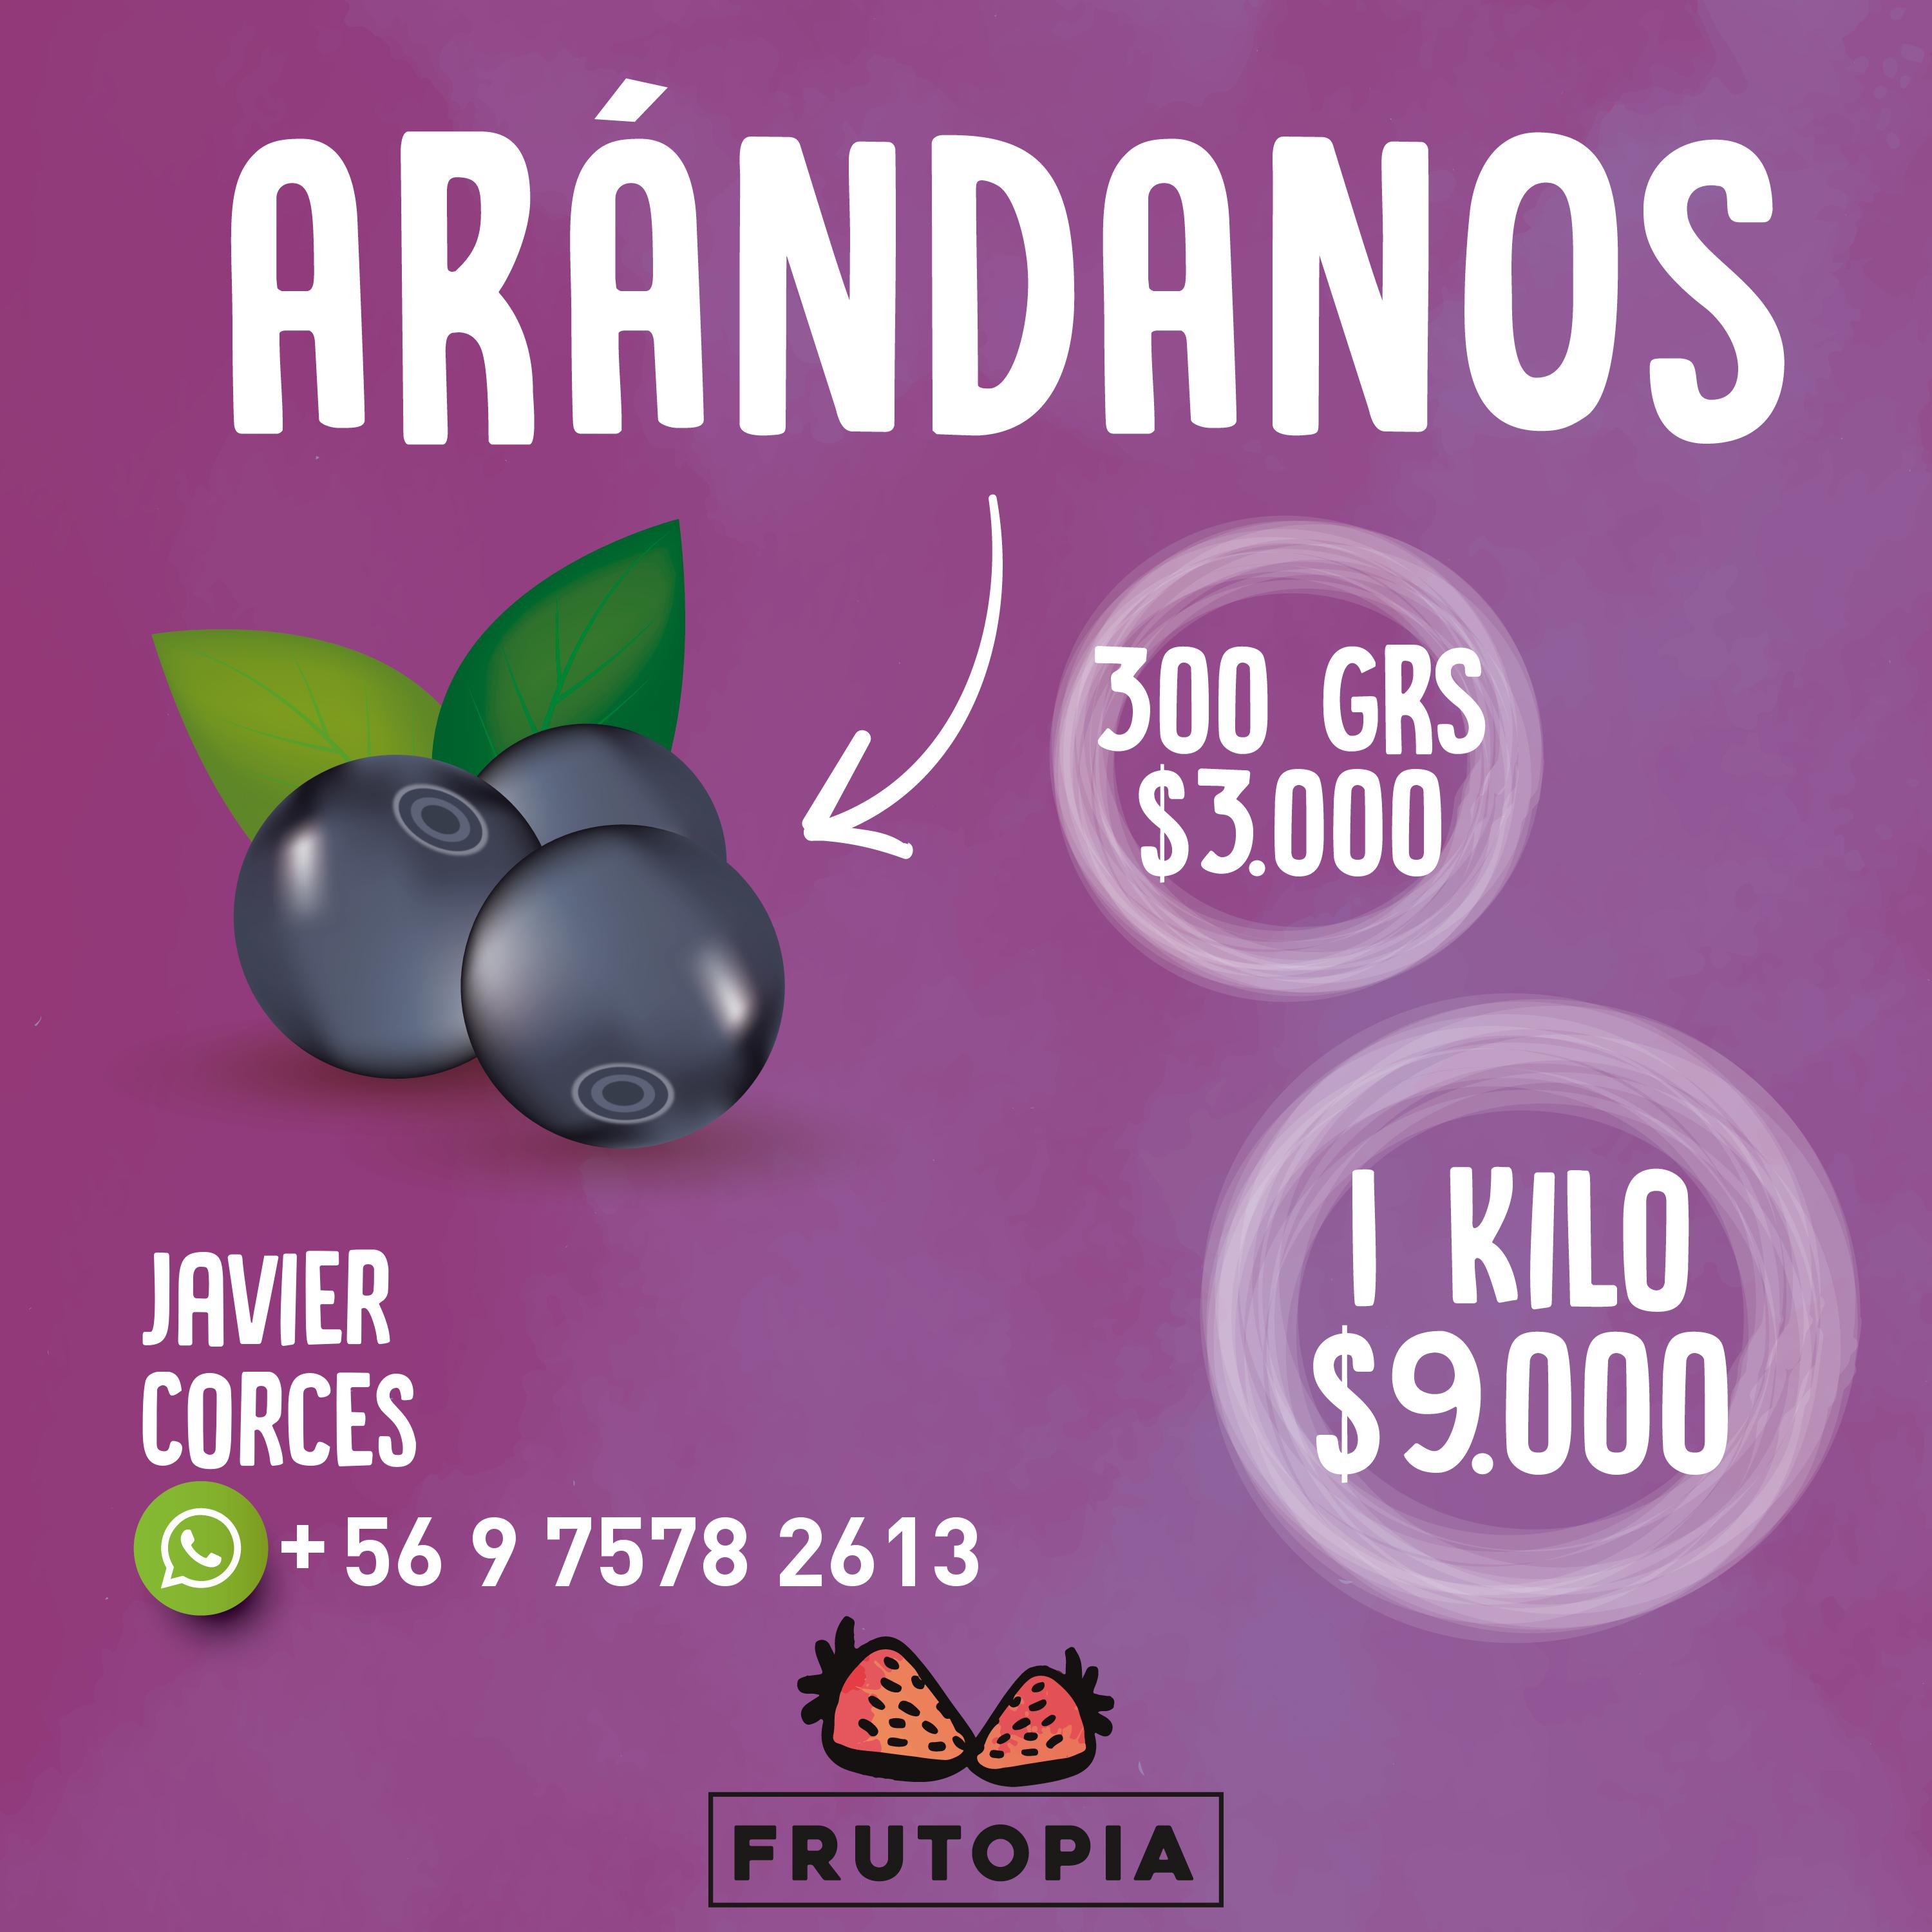 ARÁNDANOS
300 GRS
$3.000
1 KILO
$9.000
JAVIER
CORCES
+ 56 9 7578 2613
FRUTOPIA